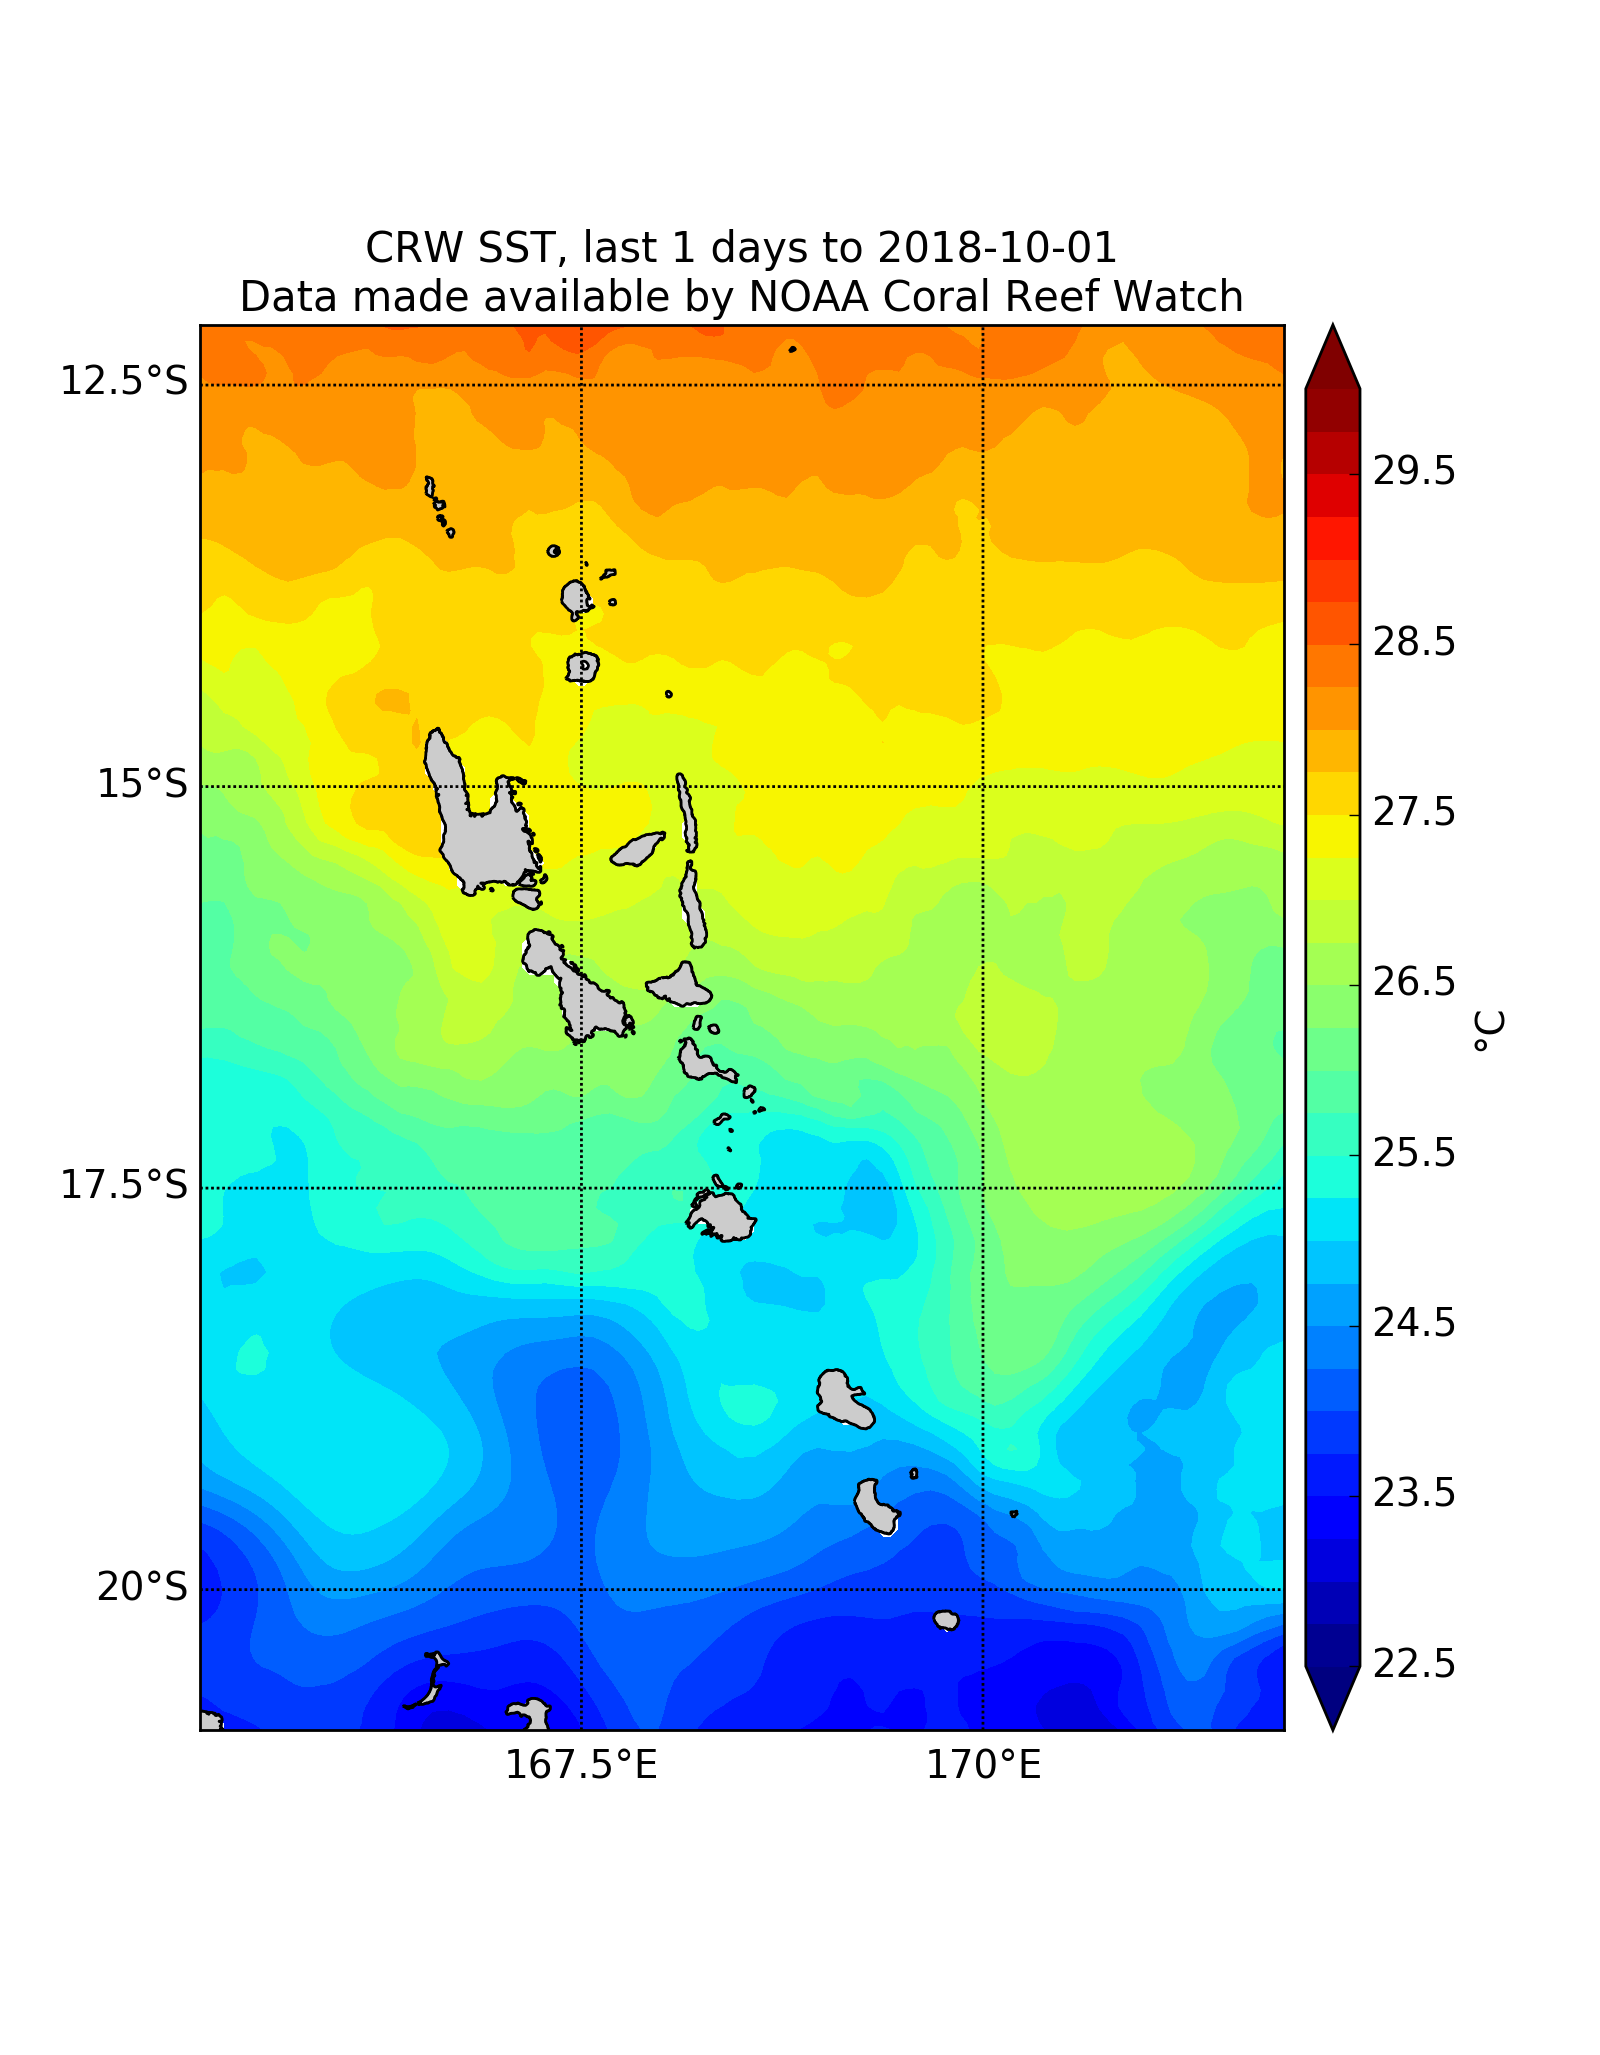 CRW SST, last 1 days to 2018-10-01
Data made available by NOAA Coral Reef Watch
12.5°S
15°S
17.5°S
20°S
167.5°E
170°E
29.5
28.5
27.5
26.5
25.5
24.5
23.5
22.5
°C